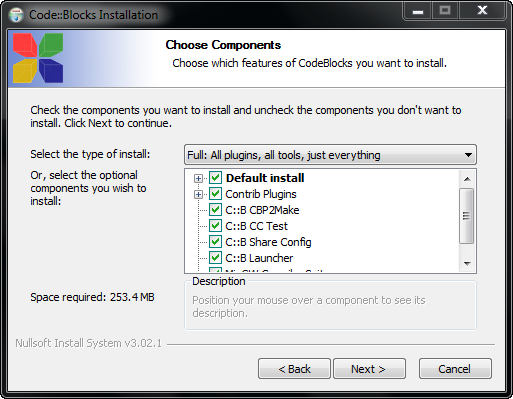 Code::Blocks Installation
Choose Components
Choose which features of CodeBlocks you want to install.
Check the components you want to install and uncheck the components you don't want to
install. Click Next to continue.
Select the type of install:
Full: All plugins, all tools, just everything
Or, select the optional
components you wish to
install:
Default install
Contrib Plugins
C::B CBP2Make
C::B CC Test
C::B Share Config
C::B Launcher
Space required: 253.4 MB
Description
Position your mouse over a component to see its
description.
Nullsoft Install System v3.02.1
< Back
Next >
Cancel